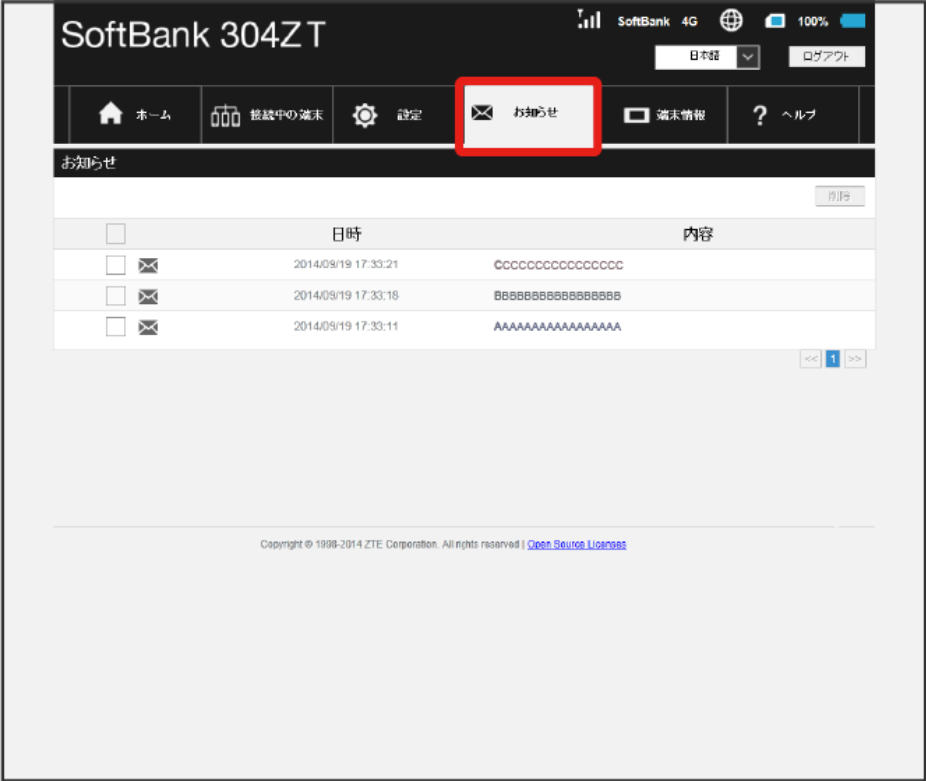 SoftBank 304ZT
SoftBank 4G 100%
日本語 ログアウト
ホーム 接続中の端末 設定 お知らせ 端末情報 ? ヘルプ
お知らせ
削除
日時 内容
2014/09/19 17:33:21 CCCCCCCCCCCCCCCC
2014/09/19 17:33:18 BBBBBBBBBBBBBBBBB
2014/09/19 17:33:11 AAAAAAAAAAAAAAAAA
<< 1 >>
Copyright © 1998-2014 ZTE Corporation. All rights reserved | Open Source Licenses